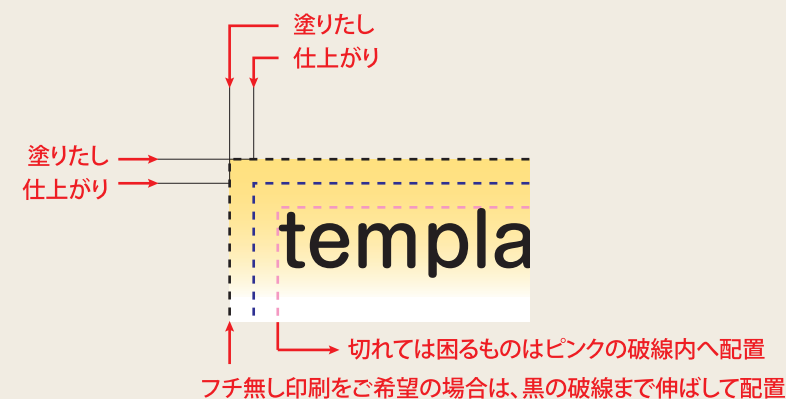 塗りたし
仕上がり
塗りたし
仕上がり
templa
切れては困るものはピンクの破線内へ配置
フチ無し印刷をご希望の場合は、黒の破線まで伸ばして配置